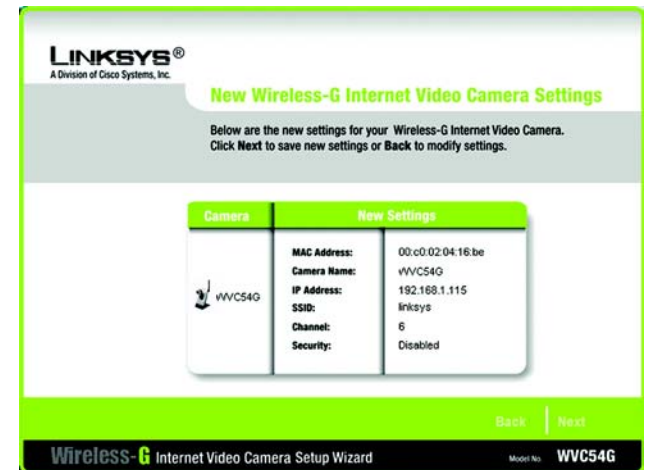 LINKSYS®
A Division of Cisco Systems, Inc.
New Wireless-G Internet Video Camera Settings
Below are the new settings for your Wireless-G Internet Video Camera.
Click Next to save new settings or Back to modify settings.
Camera New Settings
WVC54G
MAC Address: 00:c0:02:04:16:be
Camera Name: WVC54G
IP Address: 192.168.1.115
SSID: linksys
Channel: 6
Security: Disabled
Back Next
Wireless-G Internet Video Camera Setup Wizard Model No. WVC54G